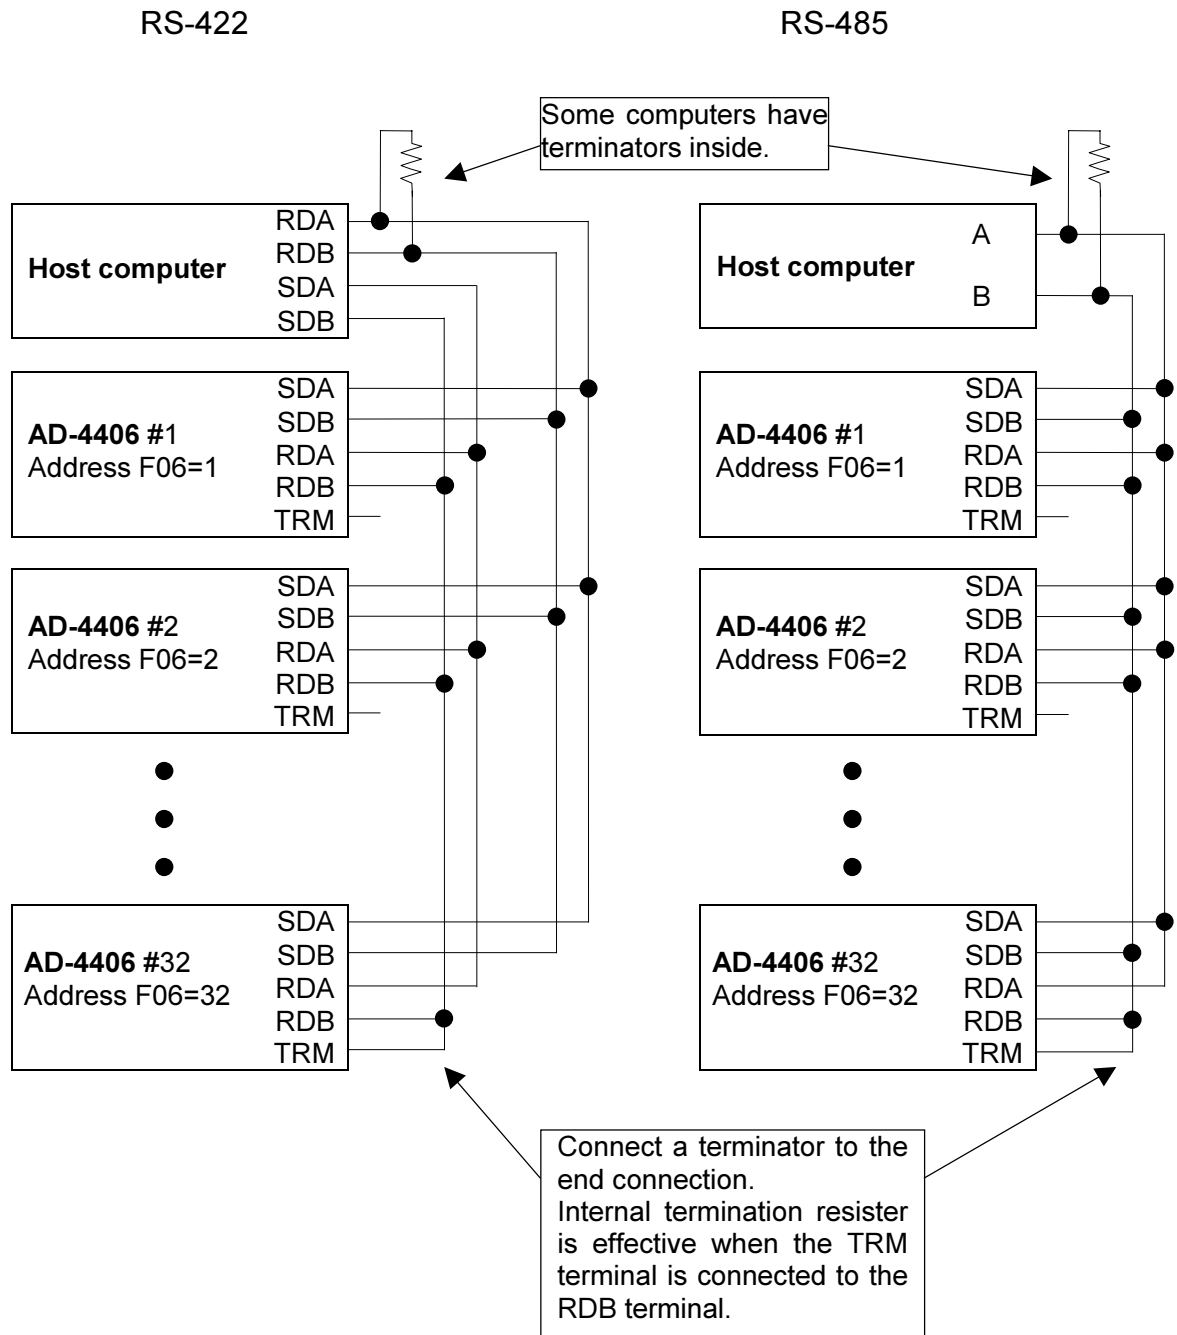 RS-422
RS-485
Some computers have
terminators inside.
Host computer
RDA
RDB
SDA
SDB
Host computer
A
B
AD-4406 #1
Address F06=1
SDA
SDB
RDA
RDB
TRM
AD-4406 #1
Address F06=1
SDA
SDB
RDA
RDB
TRM
AD-4406 #2
Address F06=2
SDA
SDB
RDA
RDB
TRM
AD-4406 #2
Address F06=2
SDA
SDB
RDA
RDB
TRM
AD-4406 #32
Address F06=32
SDA
SDB
RDA
RDB
TRM
AD-4406 #32
Address F06=32
SDA
SDB
RDA
RDB
TRM
Connect a terminator to the
end connection.
Internal termination resister
is effective when the TRM
terminal is connected to the
RDB terminal.